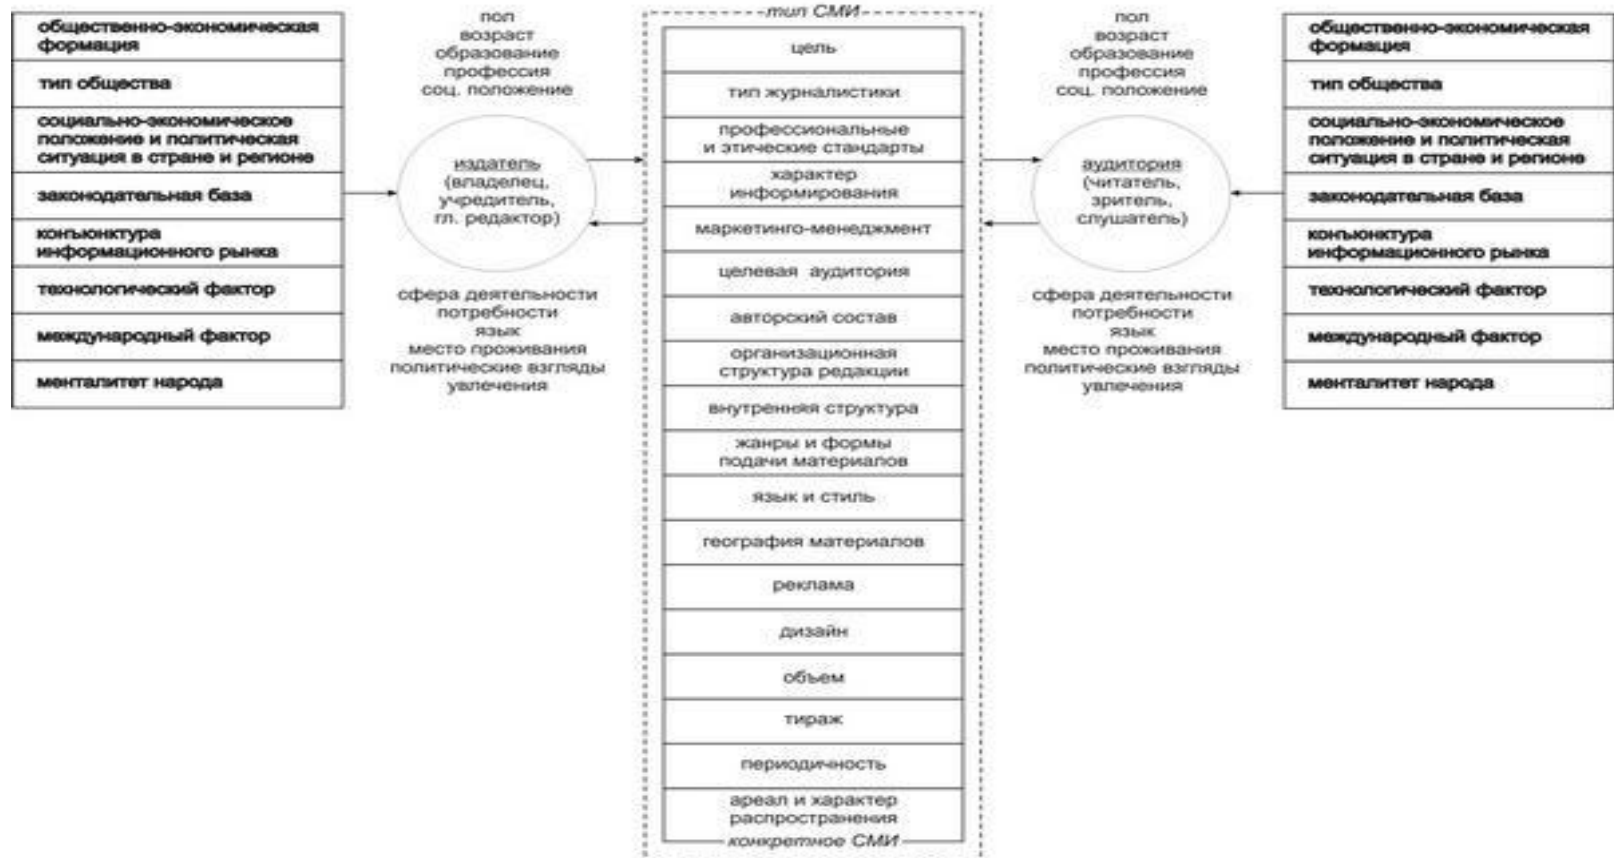 общественно-экономическая
формация
тип общества
социально-экономическое
положение и политическая
ситуация в стране и регионе
законодательная база
конъюнктура
информационного рынка
технологический фактор
международный фактор
менталитет народа
пол
возраст
образование
профессия
соц. положение
издатель
(владелец,
учредитель,
гл. редактор)
сфера деятельности
потребности
язык
место проживания
политические взгляды
увлечения
тип СМИ
цель
тип журналистики
профессиональные
и этические стандарты
характер
информирования
маркетинго-менеджмент
целевая аудитория
авторский состав
организационная
структура редакции
внутренняя структура
жанры и формы
подачи материалов
язык и стиль
география материалов
реклама
дизайн
объем
тираж
периодичность
ареал и характер
распространения
конкретное СМИ
пол
возраст
образование
профессия
соц. положение
аудитория
(читатель,
зритель,
слушатель)
сфера деятельности
потребности
язык
место проживания
политические взгляды
увлечения
общественно-экономическая
формация
тип общества
социально-экономическое
положение и политическая
ситуация в стране и регионе
законодательная база
конъюнктура
информационного рынка
технологический фактор
международный фактор
менталитет народа